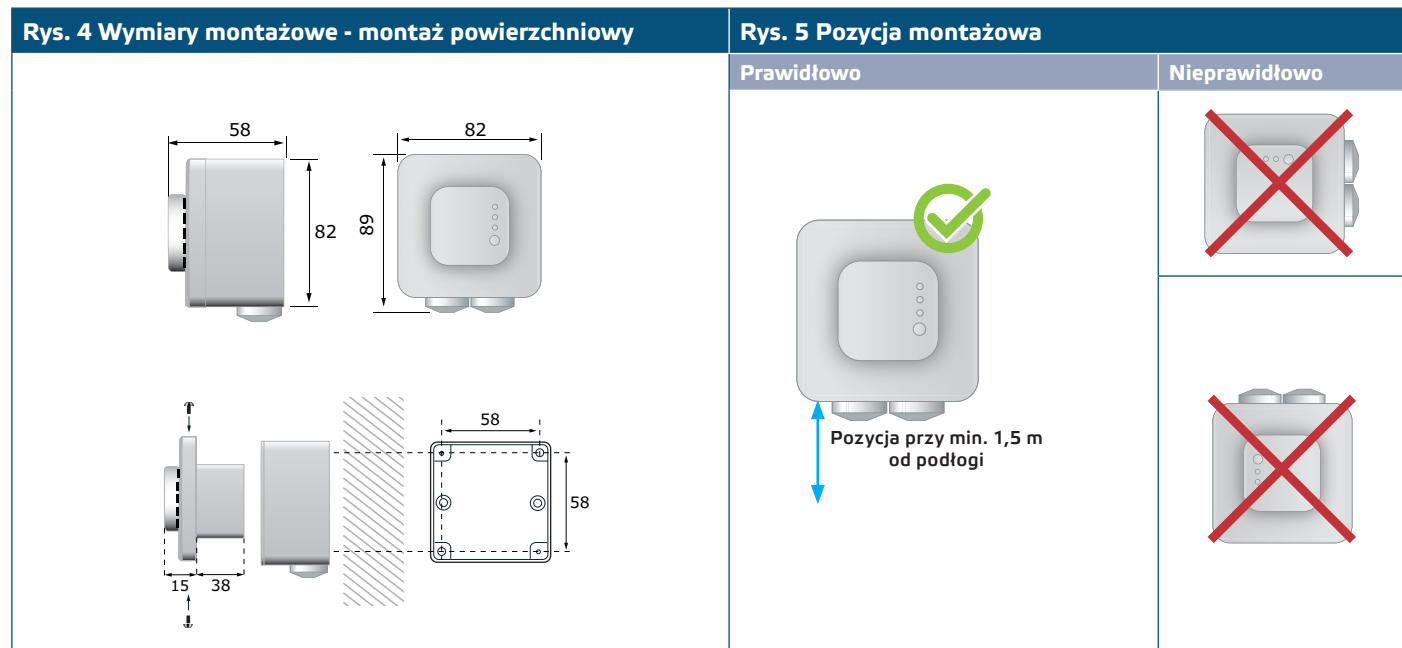 Rys. 4 Wymiary montażowe - montaż powierzchniowy
58
82
82
89
58
58
15
38
Rys. 5 Pozycja montażowa
Prawidłowo
Nieprawidłowo
Pozycja przy min. 1,5 m
od podłogi